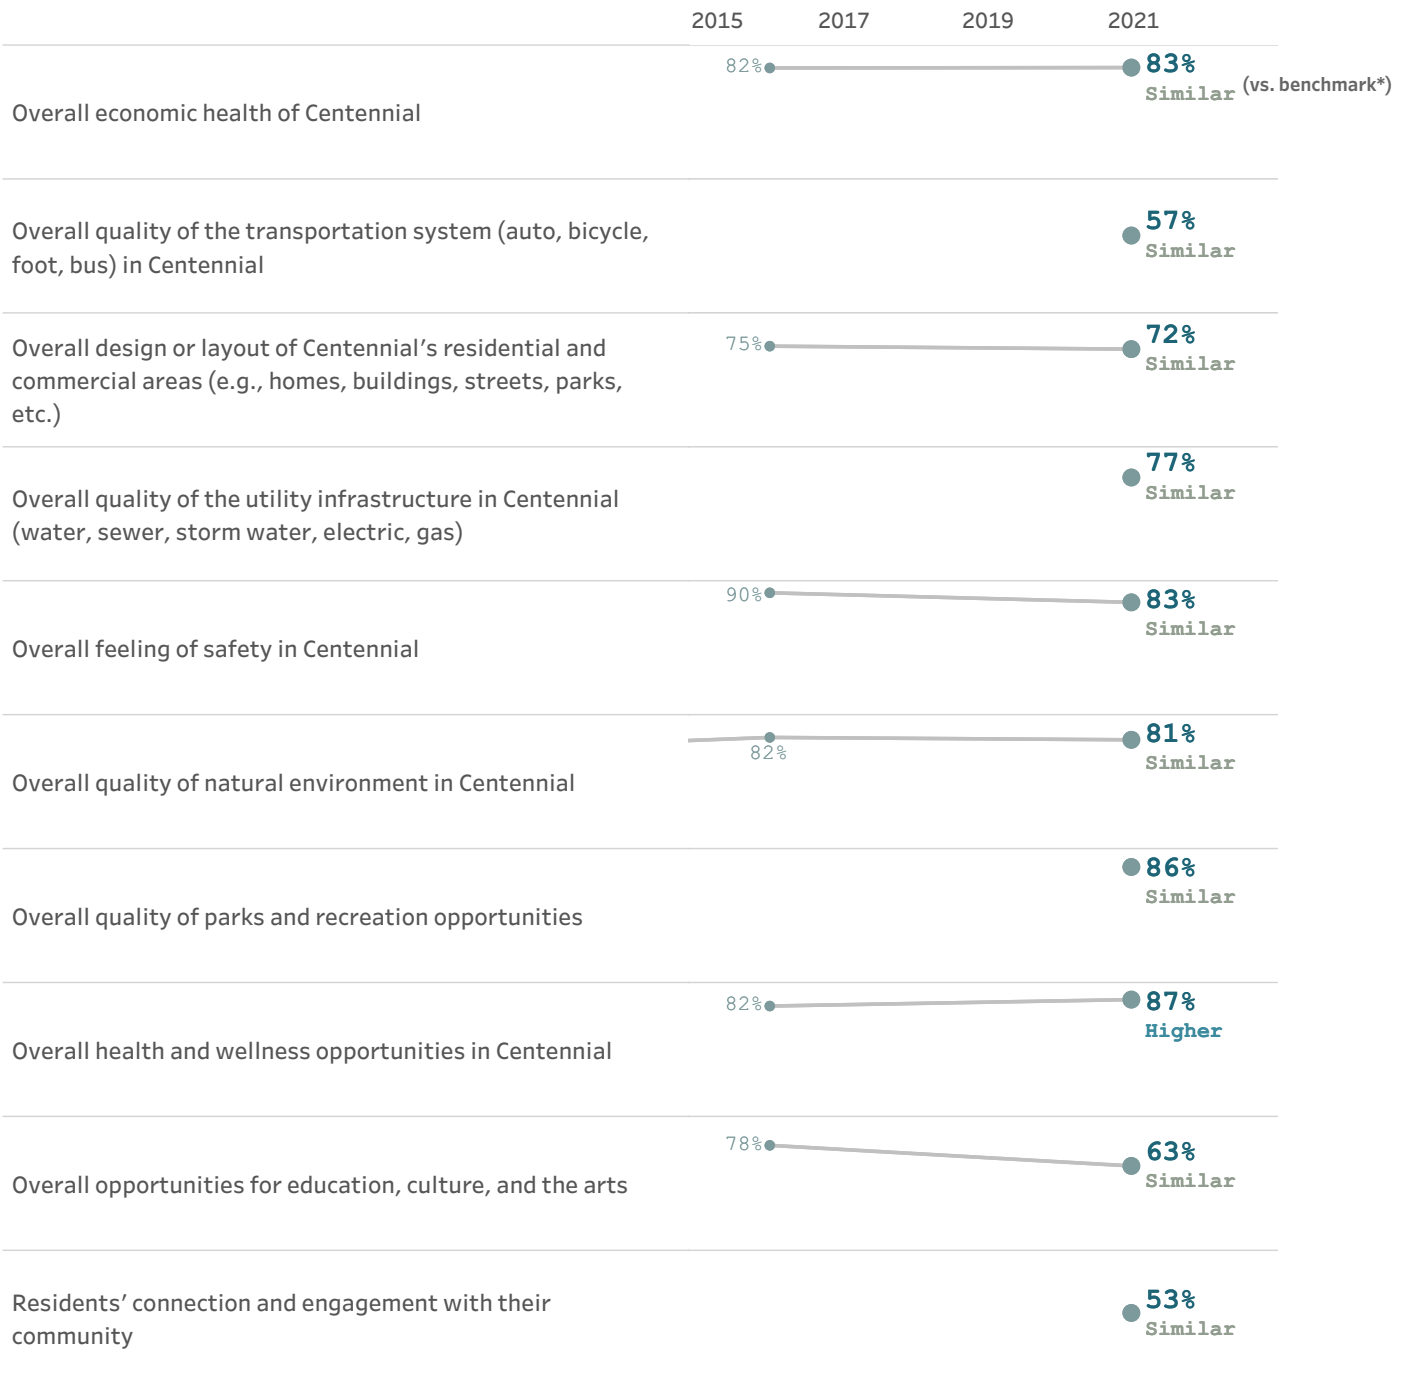 2015 2017 2019 2021
82% 83%
Similar (vs. benchmark*)
Overall economic health of Centennial
57%
Similar
Overall quality of the transportation system (auto, bicycle,
foot, bus) in Centennial
75% 72%
Similar
Overall design or layout of Centennial’s residential and
commercial areas (e.g., homes, buildings, streets, parks,
etc.)
77%
Similar
Overall quality of the utility infrastructure in Centennial
(water, sewer, storm water, electric, gas)
90% 83%
Similar
Overall feeling of safety in Centennial
81%
82% Similar
Overall quality of natural environment in Centennial
86%
Similar
Overall quality of parks and recreation opportunities
82% 87%
Higher
Overall health and wellness opportunities in Centennial
78% 63%
Similar
Overall opportunities for education, culture, and the arts
53%
Similar
Residents’ connection and engagement with their
community